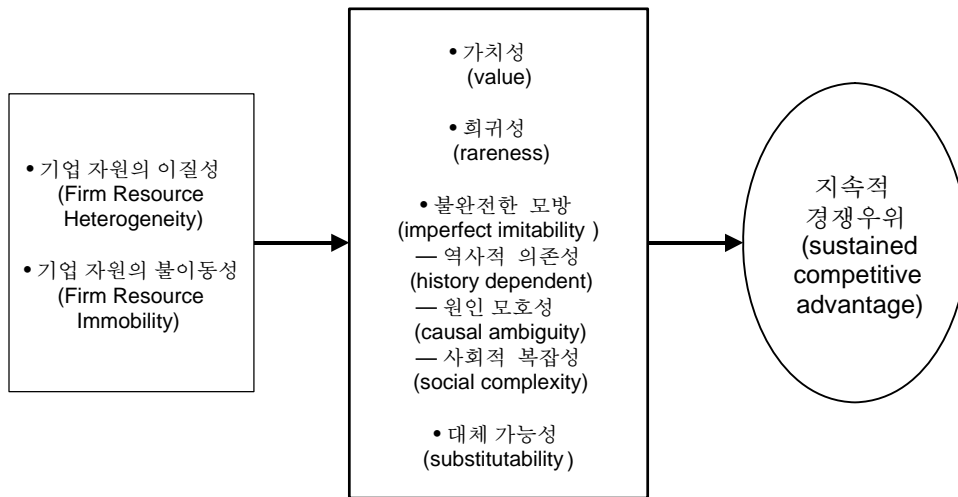 • 기업 자원의 이질성
(Firm Resource
Heterogeneity)
• 기업 자원의 불이동성
(Firm Resource
Immobility)
• 가치성
(value)
• 희귀성
(rareness)
• 불완전한 모방
(imperfect imitability )
— 역사적 의존성
(history dependent)
— 원인 모호성
(causal ambiguity)
— 사회적 복잡성
(social complexity)
• 대체 가능성
(substitutability )
지속적
경쟁우위
(sustained
competitive
advantage)